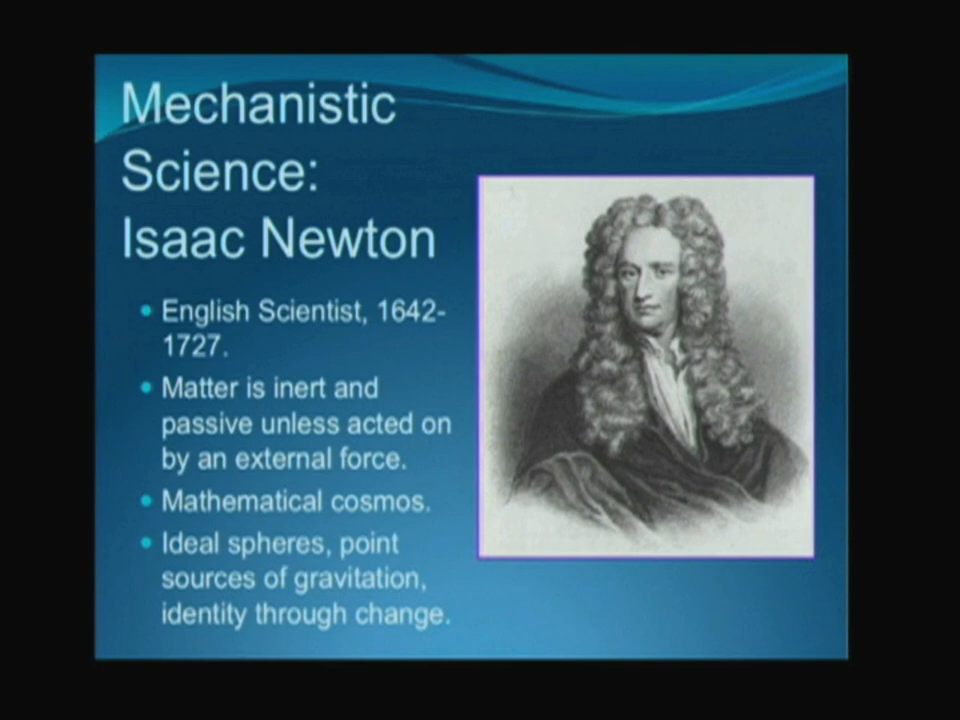 Mechanistic
Science:
Isaac Newton
• English Scientist, 1642-
1727.
• Matter is inert and
passive unless acted on
by an external force.
• Mathematical cosmos.
• Ideal spheres, point
sources of gravitation,
identity through change.